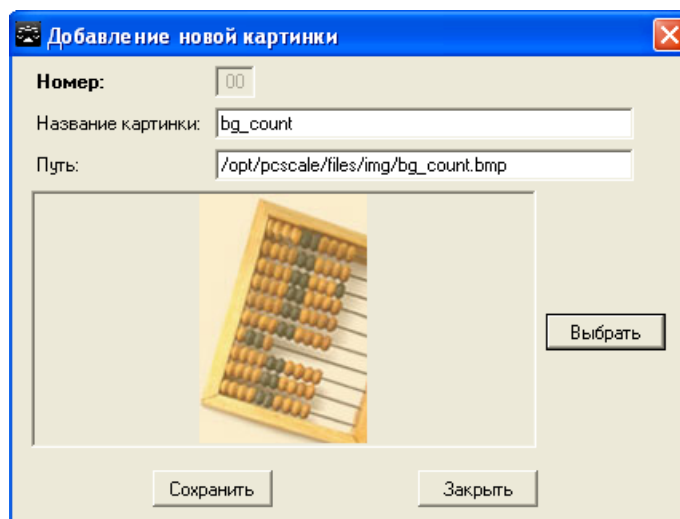 Добавление новой картинки
Номер: 00
Название картинки: bg_count
Путь: /opt/pcscale/files/img/bg_count.bmp
Выбрать
Сохранить Закрыть